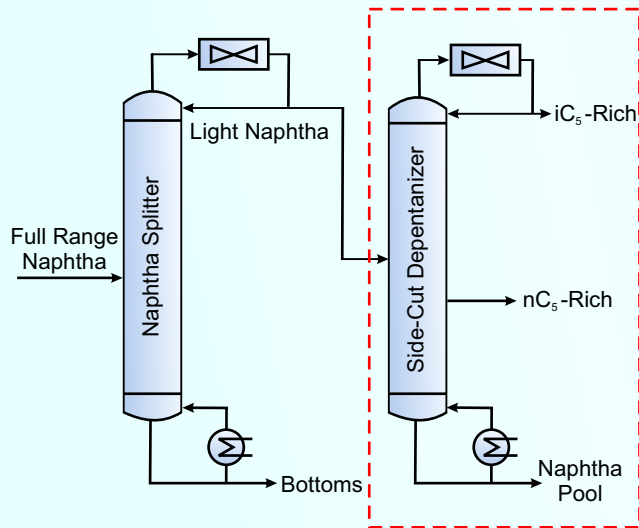 iC₅-Rich
Light Naphtha
Naphtha Splitter
Side-Cut Depentanizer
Full Range
Naphtha
nC₅-Rich
Bottoms
Naphtha
Pool